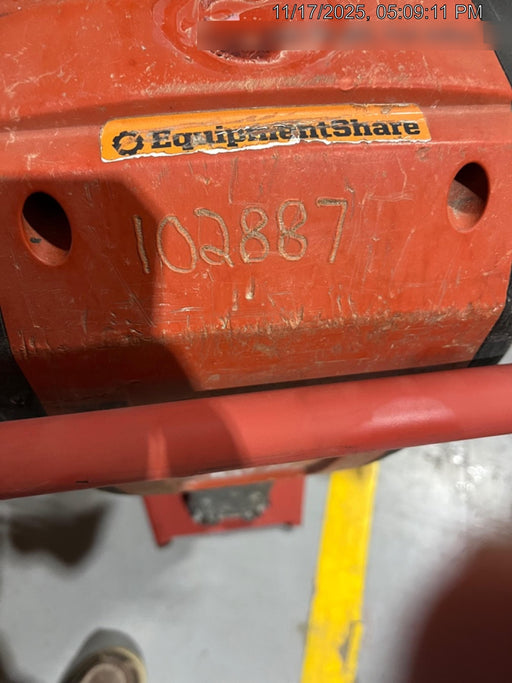 11/17/2025, 05:09:11 PM
EquipmentShare
102887